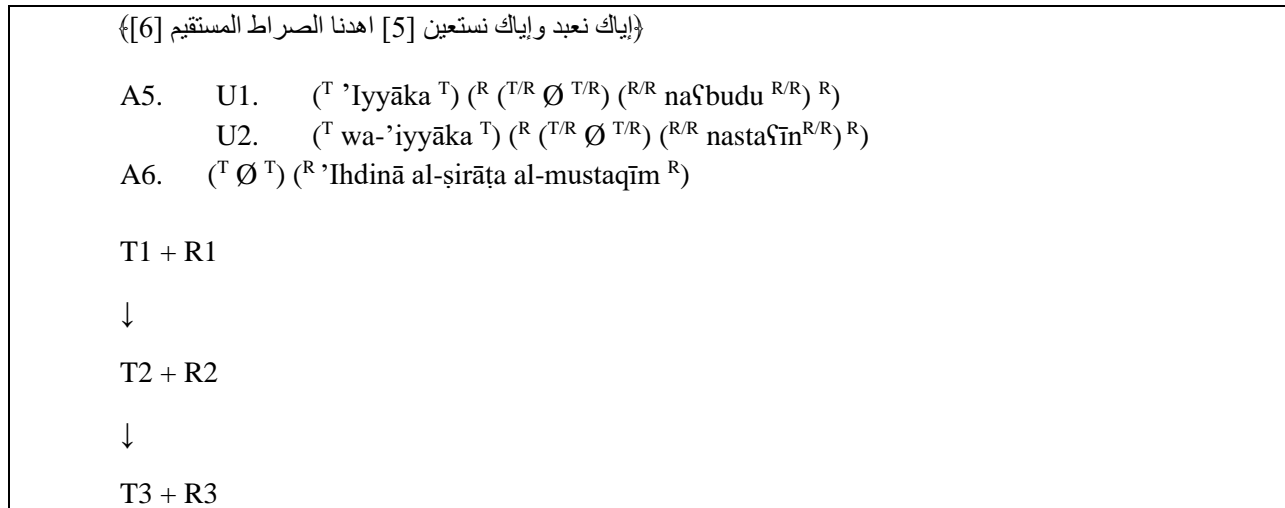 ﴿إياك نعبد وإياك نستعين [5] اهدنا الصراط المستقيم [6]﴾
A5. U1. (ᵀ ’Iyyāka ᵀ) (ᴿ (ᵀ/ᴿ Ø ᵀ/ᴿ) (ᴿ/ᴿ naʕbudu ᴿ/ᴿ) ᴿ)
U2. (ᵀ wa-’iyyāka ᵀ) (ᴿ (ᵀ/ᴿ Ø ᵀ/ᴿ) (ᴿ/ᴿ nastaʕīnᴿ/ᴿ) ᴿ)
A6. (ᵀ Ø ᵀ) (ᴿ ’Ihdinā al-ṣirāṭa al-mustaqīm ᴿ)
T1 + R1
↓
T2 + R2
↓
T3 + R3